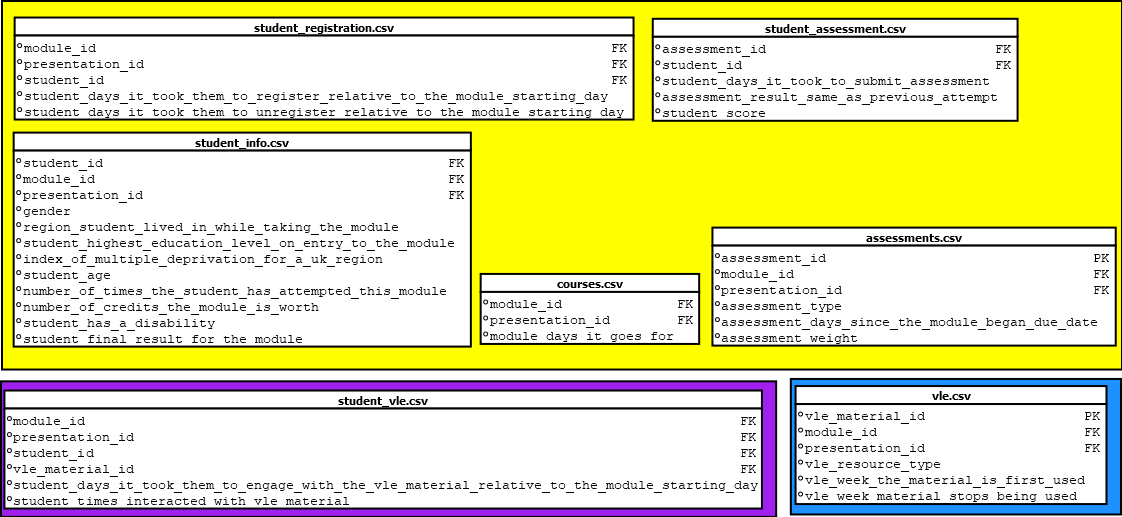 student_registration.csv
°module_id FK
°presentation_id FK
°student_id FK
°student_days_it_took_them_to_register_relative_to_the_module_starting_day
°student_days_it_took_them_to_unregister_relative_to_the_module_starting_day
student_assessment.csv
°assessment_id FK
°student_id FK
°student_days_it_took_to_submit_assessment
°assessment_result_same_as_previous_attempt
°student_score
student_info.csv
°student_id FK
°module_id FK
°presentation_id FK
°gender
°region_student_lived_in_while_taking_the_module
°student_highest_education_level_on_entry_to_the_module
°index_of_multiple_deprivation_for_a_uk_region
°student_age
°number_of_times_the_student_has_attempted_this_module
°number_of_credits_the_module_is_worth
°student_has_a_disability
°student_final_result_for_the_module
courses.csv
°module_id FK
°presentation_id FK
°module_days_it_goes_for
assessments.csv
°assessment_id PK
°module_id FK
°presentation_id FK
°assessment_type
°assessment_days_since_the_module_began_due_date
°assessment_weight
student_vle.csv
°module_id FK
°presentation_id FK
°student_id FK
°vle_material_id FK
°student_days_it_took_them_to_engage_with_the_vle_material_relative_to_the_module_starting_day
°student_times_interacted_with_vle_material
vle.csv
°vle_material_id PK
°module_id FK
°presentation_id FK
°vle_resource_type
°vle_week_the_material_is_first_used
°vle_week_material_stops_being_used